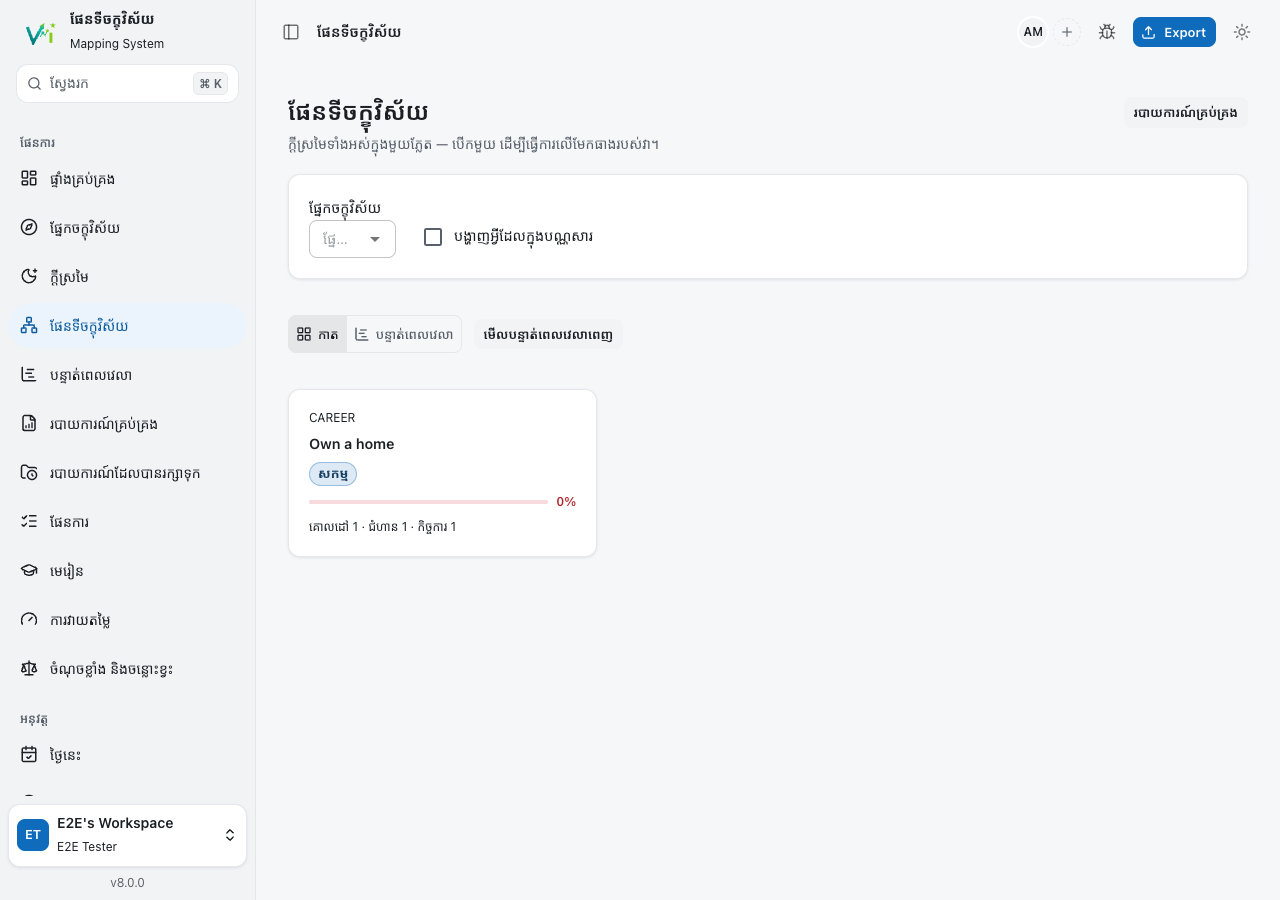 ផែនទីចក្ខុវិស័យ
Mapping System
ស្វែងរក
⌘ K
ផែនការ
ផ្ទាំងគ្រប់គ្រង
ផ្នែកចក្ខុវិស័យ
ក្តីស្រមៃ
ផែនទីចក្ខុវិស័យ
បន្ទាត់ពេលវេលា
របាយការណ៍គ្រប់គ្រង
របាយការណ៍ដែលបានរក្សាទុក
ផែនការ
មេរៀន
ការវាយតម្លៃ
ចំណុចខ្លាំង និងចន្លោះខ្វះ
អនុវត្ត
ថ្ងៃនេះ
ET
E2E's Workspace
E2E Tester
v8.0.0
ផែនទីចក្ខុវិស័យ
AM
Export
ផែនទីចក្ខុវិស័យ
របាយការណ៍គ្រប់គ្រង
ក្តីស្រមៃទាំងអស់ក្នុងមួយភ្លែត — បើកមួយ ដើម្បីធ្វើការលើមែកធាងរបស់វា។
ផ្នែកចក្ខុវិស័យ
ផ្នែ...
បង្ហាញអ្វីដែលក្នុងបណ្ណសារ
កាត
បន្ទាត់ពេលវេលា
មើលបន្ទាត់ពេលវេលាពេញ
CAREER
Own a home
សកម្ម
0%
គោលដៅ 1 · ជំហាន 1 · កិច្ចការ 1